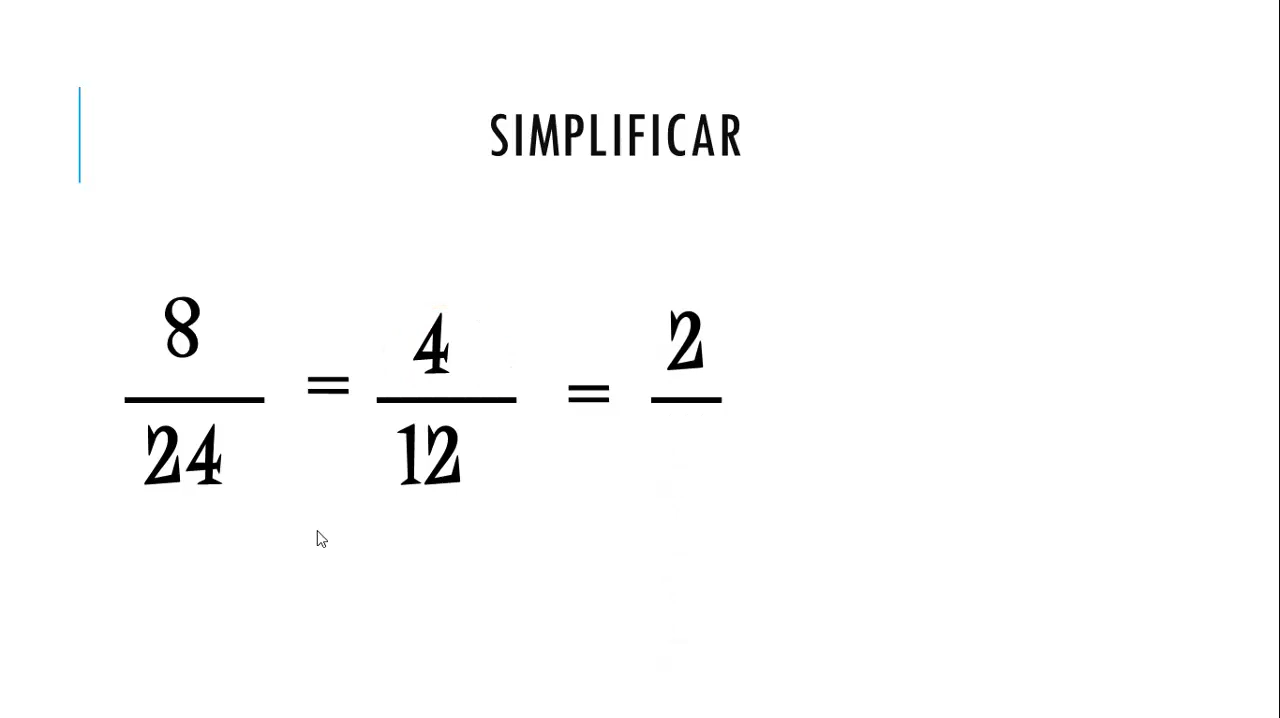 SIMPLIFICAR
8 4 2
= =
24 12